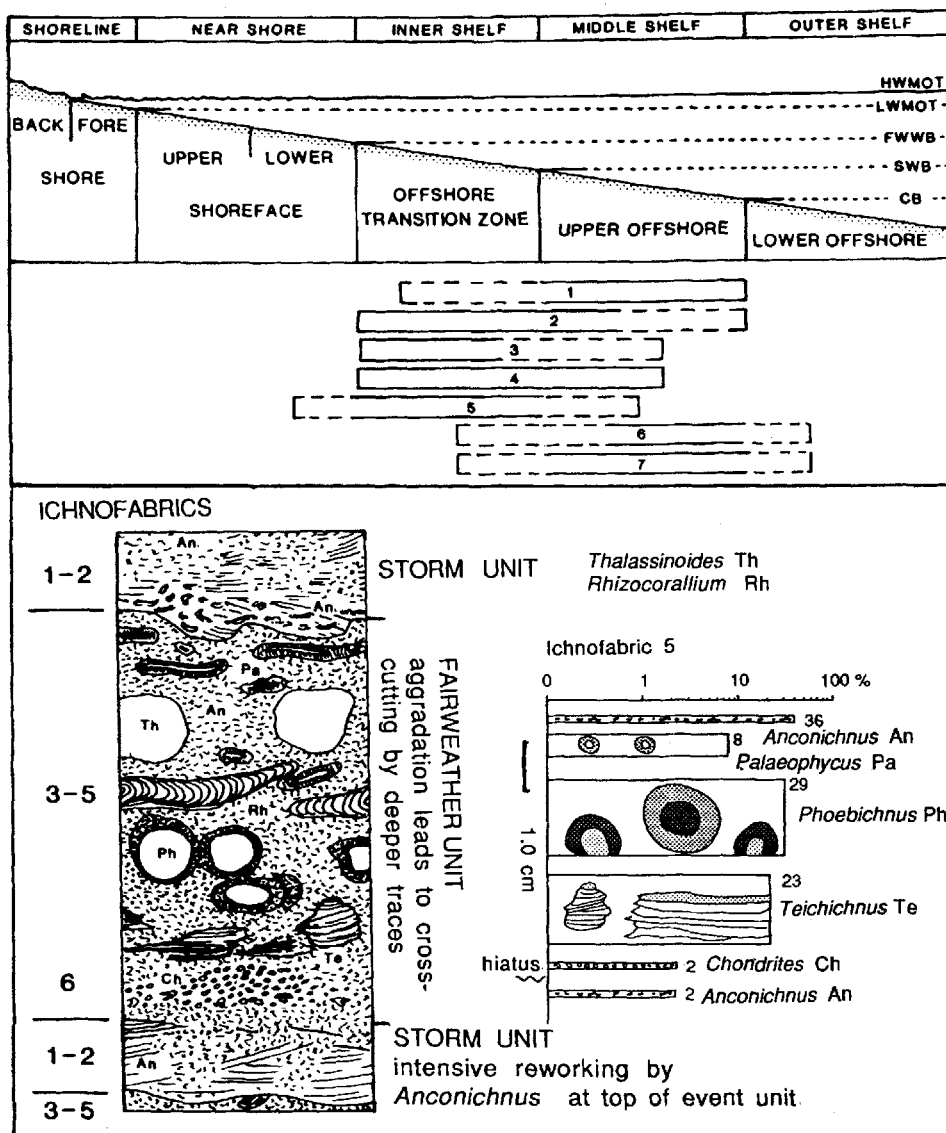 SHORELINE NEAR SHORE INNER SHELF MIDDLE SHELF OUTER SHELF
HWMOT
LWMOT
BACK FORE
FWWB
UPPER LOWER
SWB
SHORE
OFFSHORE
TRANSITION ZONE
CB
SHOREFACE
UPPER OFFSHORE
LOWER OFFSHORE
1
2
3
4
5
6
7
ICHNOFABRICS
An.
1-2
STORM UNIT
Thalassinoides Th
Rhizocorallium Rh
An.
Pa
An
Th
3-5
Rh
Ph
Te
Ch
6
FAIRWEATHER UNIT
aggradation leads to cross-
cutting by deeper traces
Ichnofabric 5
0 1 10 100 %
36
Anconichnus An
8
Palaeophycus Pa
29
Phoebichnus Ph
1.0 cm
23
Teichichnus Te
hiatus 2 Chondrites Ch
2 Anconichnus An
1-2
An
STORM UNIT
intensive reworking by
Anconichnus at top of event unit
3-5